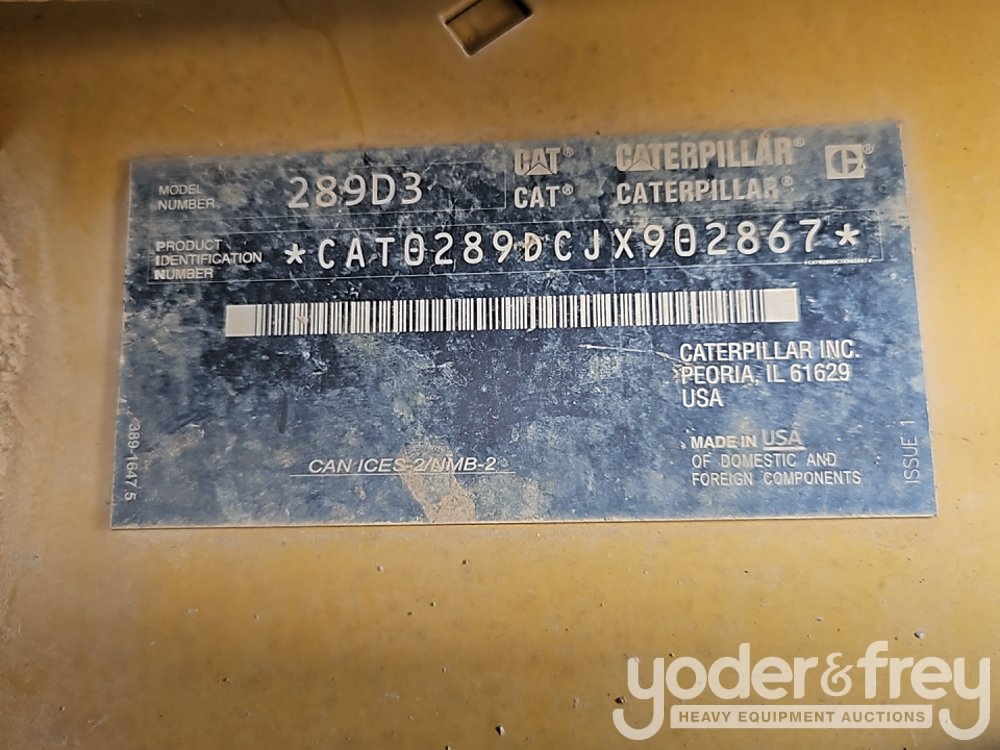 MODEL NUMBER 289D3
CAT® CATERPILLAR® ®
CAT® CATERPILLAR®
PRODUCT IDENTIFICATION NUMBER *CAT0289DCJX902867*
CATERPILLAR INC.
PEORIA, IL 61629
USA
MADE IN USA
OF DOMESTIC AND
FOREIGN COMPONENTS
CAN ICES-2/NMB-2
389-1647 5
ISSUE 1
yoder&frey
HEAVY EQUIPMENT AUCTIONS